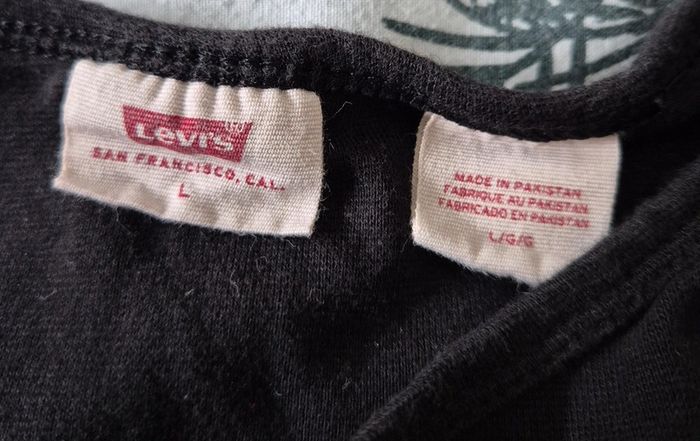 Levi's
SAN FRANCISCO, CAL.
L
MADE IN PAKISTAN
FABRIQUE AU PAKISTAN
FABRICADO EN PAKISTAN
L/G/G